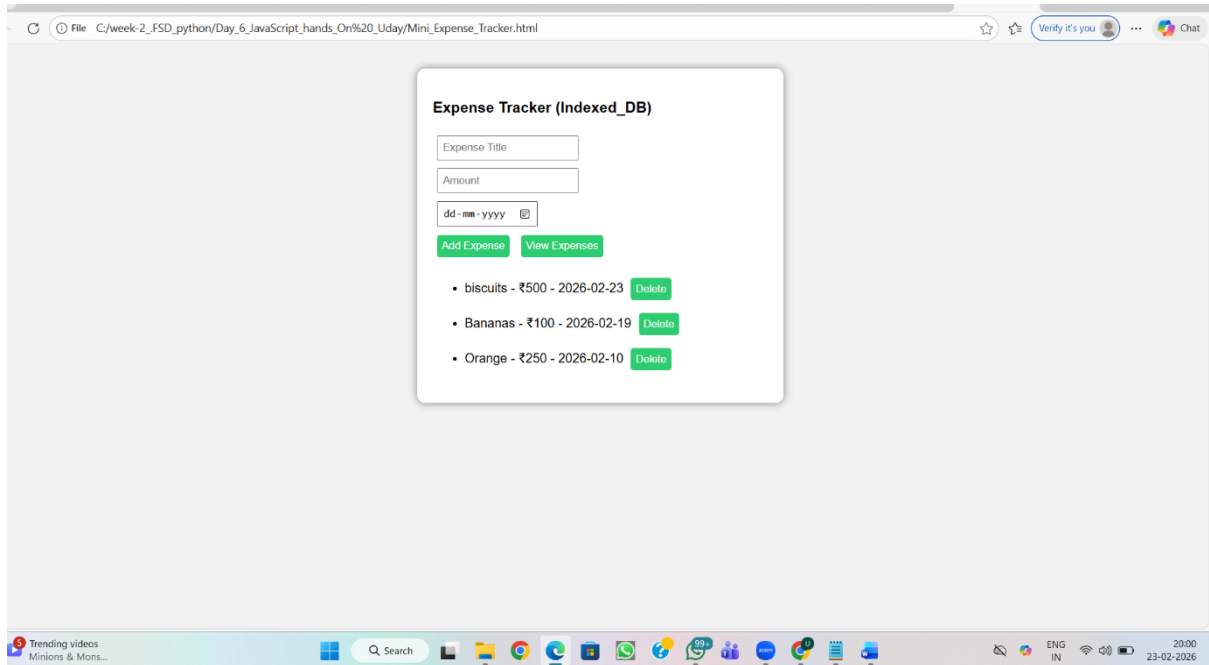 File C:/week-2_.FSD_python/Day_6_JavaScript_hands_On%20_Uday/Mini_Expense_Tracker.html Verify it's you Chat
Expense Tracker (Indexed_DB)
Expense Title
Amount
dd-mm-yyyy
Add Expense View Expenses
• biscuits - ₹500 - 2026-02-23 Delete
• Bananas - ₹100 - 2026-02-19 Delete
• Orange - ₹250 - 2026-02-10 Delete
5 Trending videos Search 99+ ENG 20:00
Minions & Mons... IN 23-02-2026